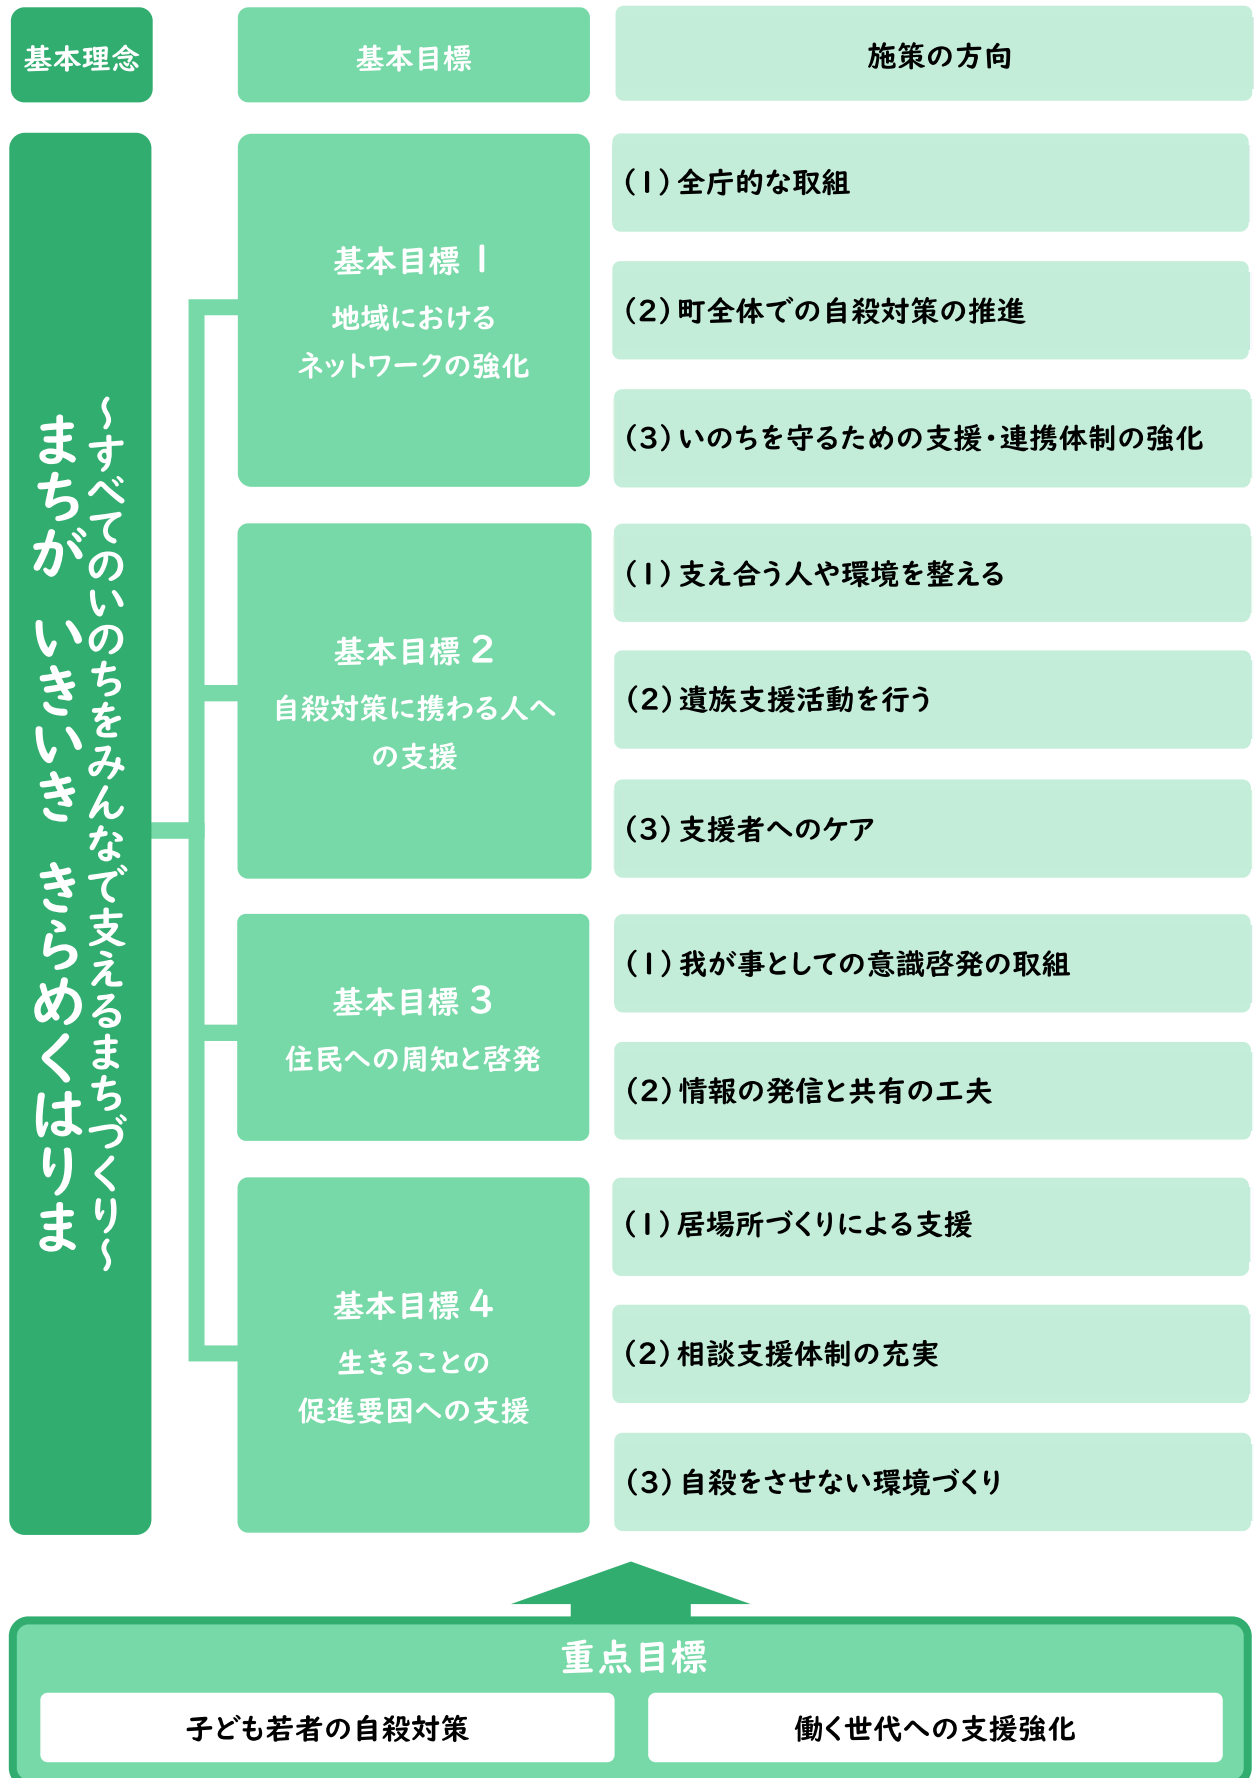 基本理念
基本目標
施策の方向
～すべてのいのちをみんなで支えるまちづくり～
まちが いきいき きらめくはりま
基本目標 1
地域における
ネットワークの強化
(1) 全庁的な取組
(2) 町全体での自殺対策の推進
(3) いのちを守るための支援・連携体制の強化
基本目標 2
自殺対策に携わる人へ
の支援
(1) 支え合う人や環境を整える
(2) 遺族支援活動を行う
(3) 支援者へのケア
基本目標 3
住民への周知と啓発
(1) 我が事としての意識啓発の取組
(2) 情報の発信と共有の工夫
基本目標 4
生きることの
促進要因への支援
(1) 居場所づくりによる支援
(2) 相談支援体制の充実
(3) 自殺をさせない環境づくり
重点目標
子ども若者の自殺対策
働く世代への支援強化